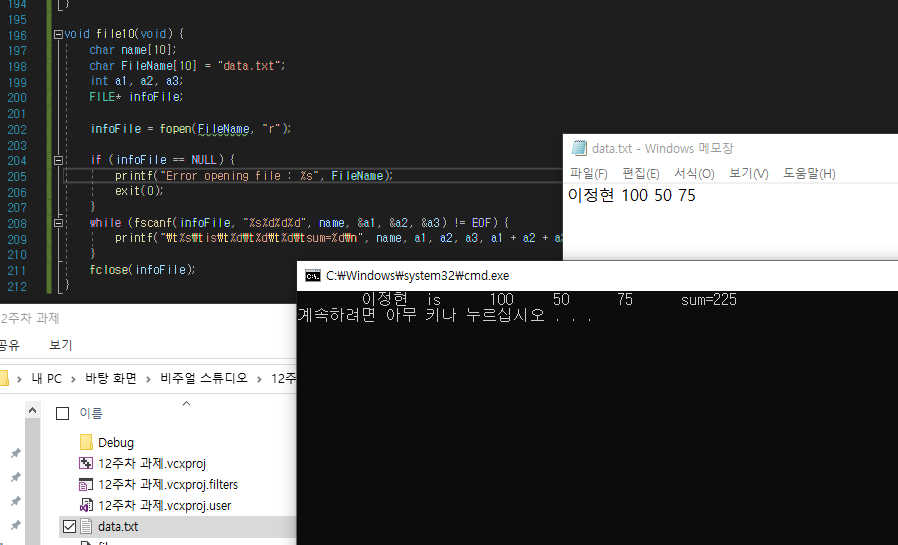 194 }
195
196 void file10(void) {
197 char name[10];
198 char FileName[10] = "data.txt";
199 int a1, a2, a3;
200 FILE* infoFile;
201
202 infoFile = fopen(FileName, "r");
203
204 if (infoFile == NULL) {
205 printf("Error opening file : %s", FileName);
206 exit(0);
207 }
208 while (fscanf(infoFile, "%s%d%d%d", name, &a1, &a2, &a3) != EOF) {
209 printf("₩t%s₩tis₩t%d₩t%d₩t%d₩tsum=%d₩n", name, a1, a2, a3, a1 + a2 + a
210 }
211 fclose(infoFile);
212 }
data.txt - Windows 메모장
파일(F) 편집(E) 서식(O) 보기(V) 도움말(H)
이정현 100 50 75
C:₩Windows₩system32₩cmd.exe
이정현 is 100 50 75 sum=225
계속하려면 아무 키나 누르십시오 . . .
12주차 과제
공유 보기
내 PC > 바탕 화면 > 비주얼 스튜디오 > 12주
이름
Debug
12주차 과제.vcxproj
12주차 과제.vcxproj.filters
12주차 과제.vcxproj.user
data.txt